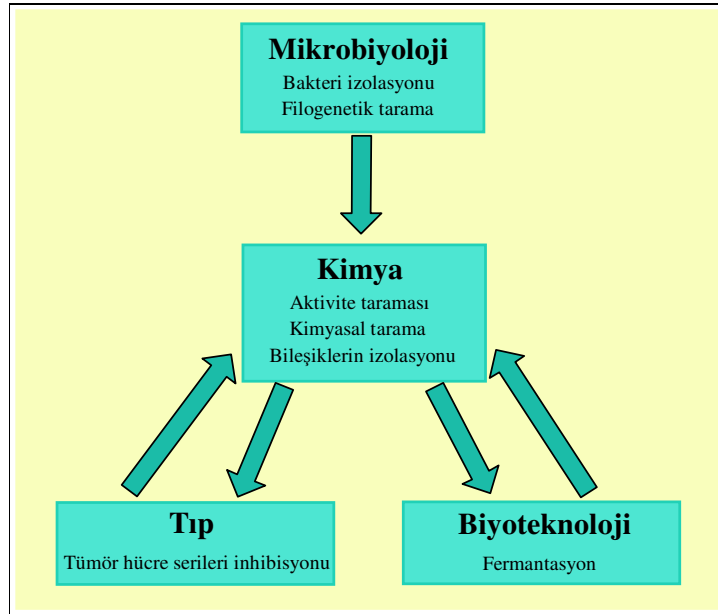 Mikrobiyoloji
Bakteri izolasyonu
Filogenetik tarama
Kimya
Aktivite taraması
Kimyasal tarama
Bileşiklerin izolasyonu
Tıp
Tümör hücre serileri inhibisyonu
Biyoteknoloji
Fermantasyon